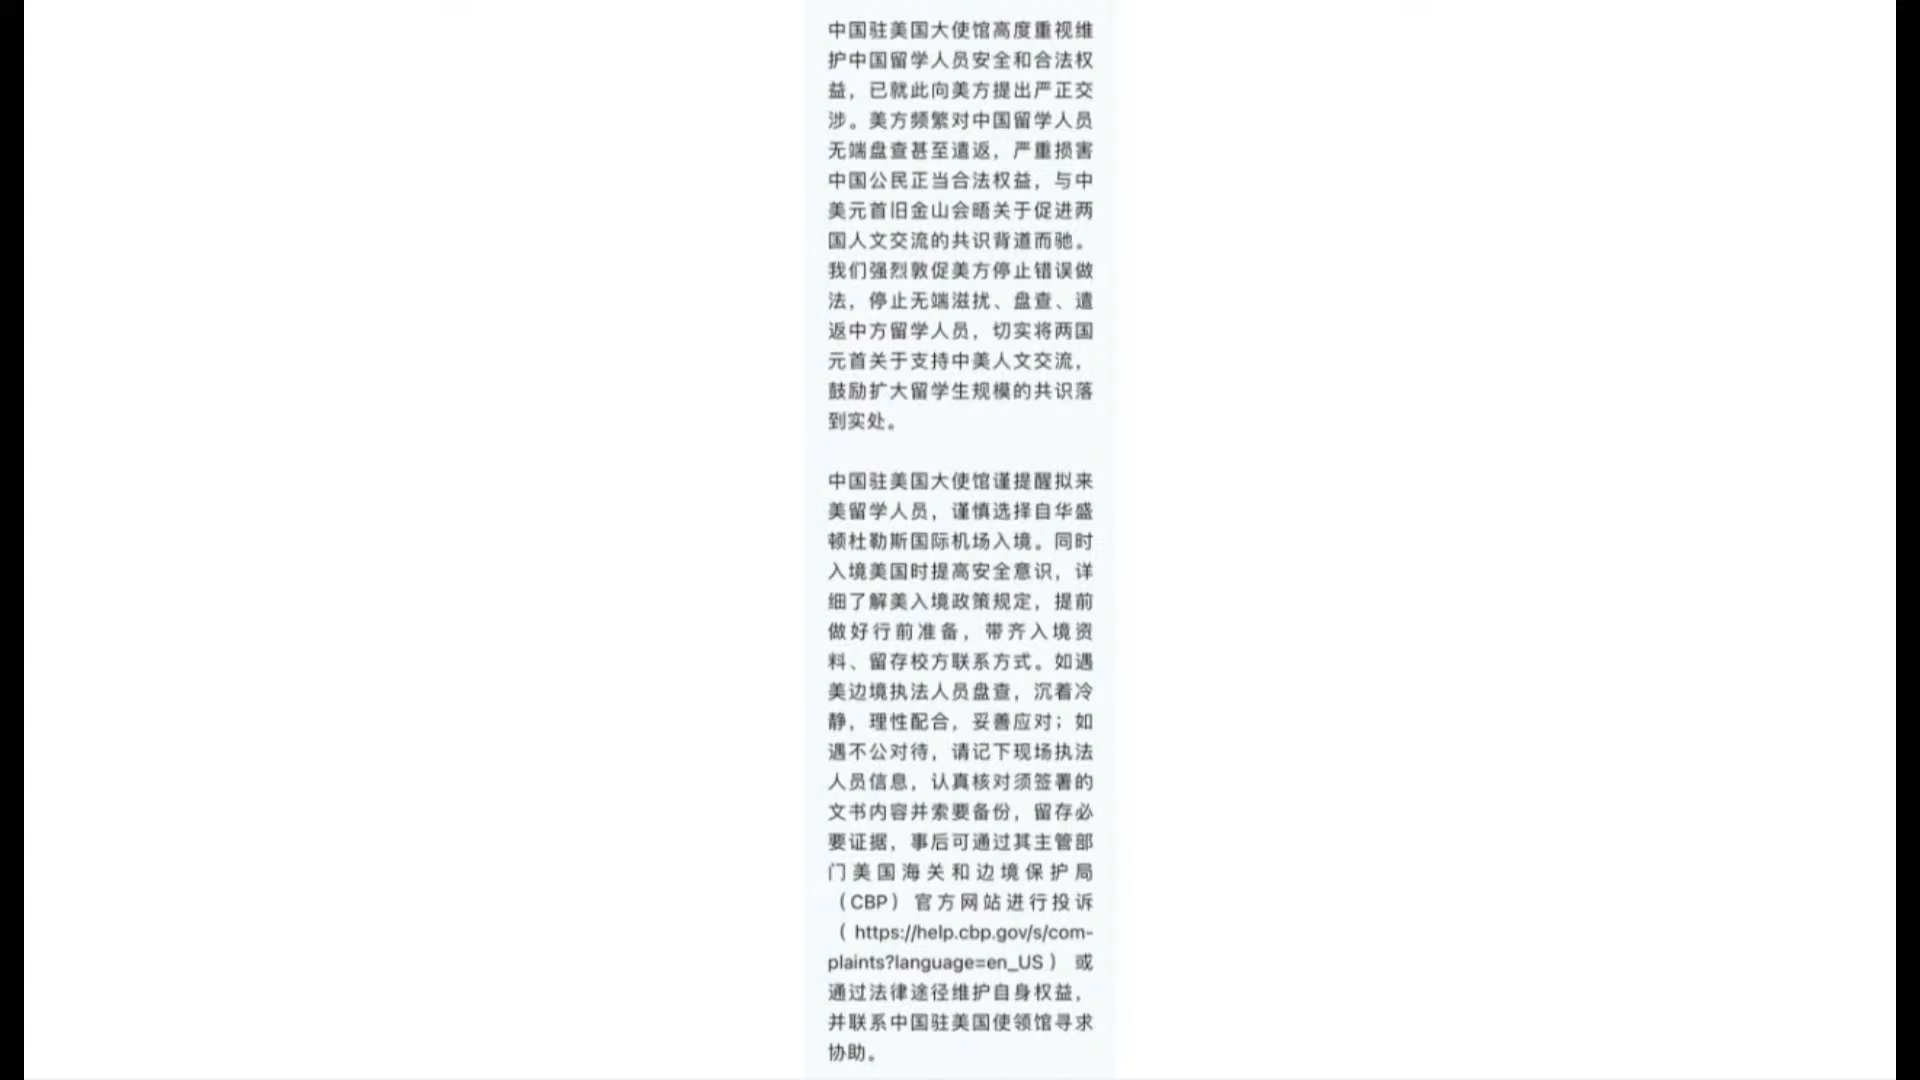 中国驻美国大使馆高度重视维
护中国留学人员安全和合法权
益，已就此向美方提出严正交
涉。美方频繁对中国留学人员
无端盘查甚至遣返，严重损害
中国公民正当合法权益，与中
美元首旧金山会晤关于促进两
国人文交流的共识背道而驰。
我们强烈敦促美方停止错误做
法，停止无端滋扰、盘查、遣
返中方留学人员，切实将两国
元首关于支持中美人文交流，
鼓励扩大留学生规模的共识落
到实处。
中国驻美国大使馆谨提醒拟来
美留学人员，谨慎选择自华盛
顿杜勒斯国际机场入境。同时
入境美国时提高安全意识，详
细了解美入境政策规定，提前
做好行前准备，带齐入境资
料、留存校方联系方式。如遇
美边境执法人员盘查，沉着冷
静，理性配合，妥善应对；如
遇不公对待，请记下现场执法
人员信息，认真核对须签署的
文书内容并索要备份，留存必
要证据，事后可通过其主管部
门美国海关和边境保护局
（CBP）官方网站进行投诉
（https://help.cbp.gov/s/com-
plaints?language=en_US）或
通过法律途径维护自身权益，
并联系中国驻美国使领馆寻求
协助。